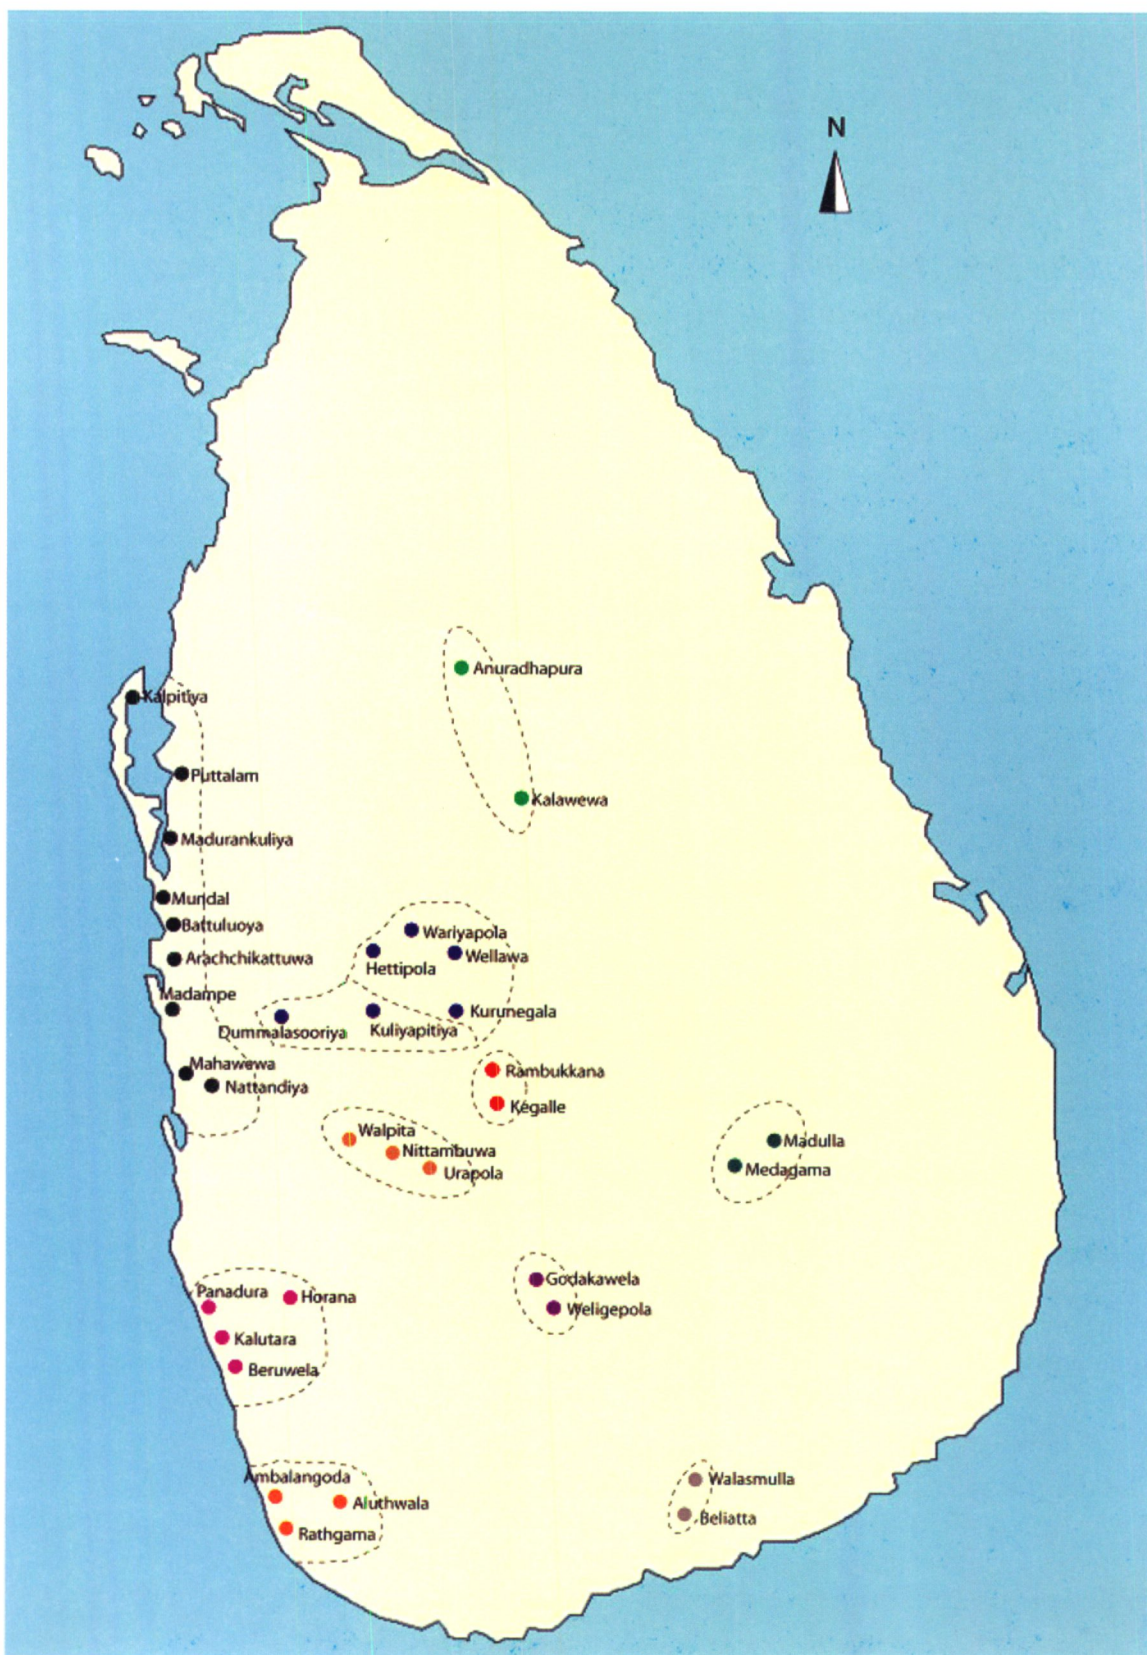 N
Anuradhapura
Kalpitiya
Puttalam
Kalawewa
Madurankuliya
Mundal
Battuluoya
Wariyapola
Arachchikattuwa
Wellawa
Hettipola
Madampe
Kurunegala
Dummalasooriya
Kuliyapitiya
Mahawewa
Nattandiya
Rambukkana
Kegalle
Walpita
Nittambuwa
Urapola
Madulla
Medagama
Godakawela
Weligepola
Panadura
Horana
Kalutara
Beruwela
Ambalangoda
Aluthwala
Rathgama
Walasmulla
Beliatta